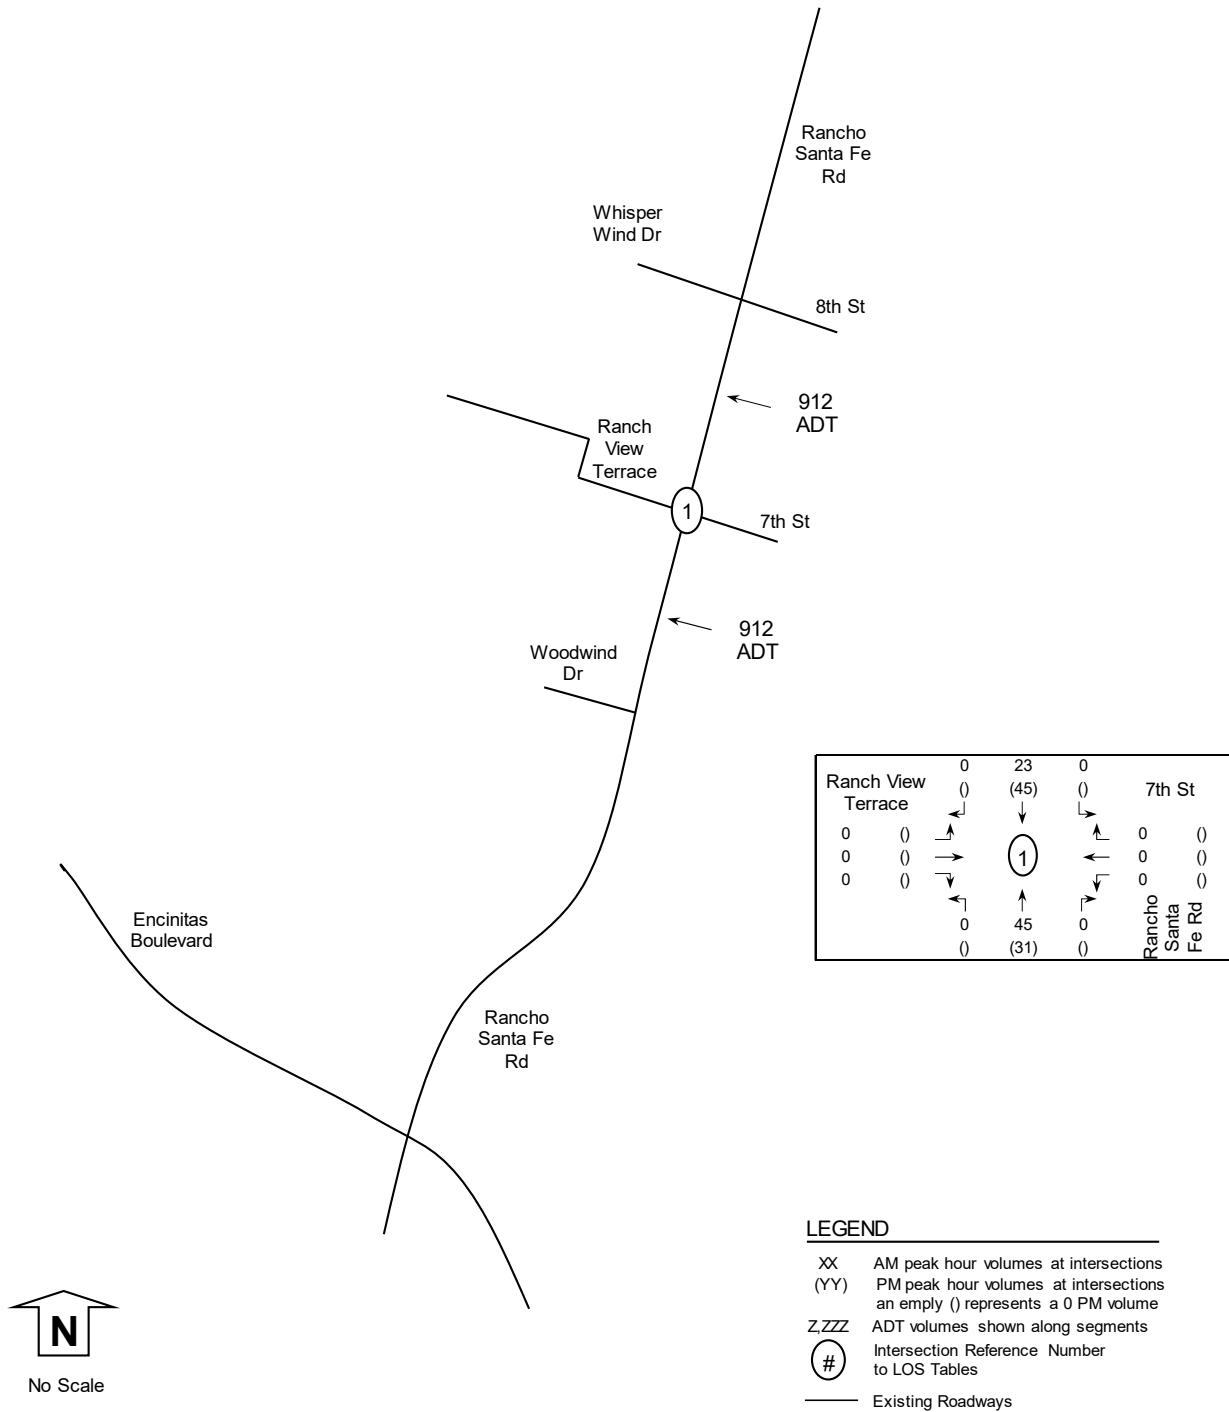 Rancho
Santa Fe
Rd
Whisper
Wind Dr
8th St
912
ADT
Ranch
View
Terrace
1
7th St
912
ADT
Woodwind
Dr
0 23 0
() (45) ()
Ranch View
Terrace
7th St
0 () 0 ()
0 () 1 0 ()
0 () 0 ()
0 45 0
() (31) ()
Rancho
Santa
Fe Rd
Encinitas
Boulevard
Rancho
Santa Fe
Rd
LEGEND
XX AM peak hour volumes at intersections
(YY) PM peak hour volumes at intersections
an emply () represents a 0 PM volume
Z,ZZZ ADT volumes shown along segments
# Intersection Reference Number
to LOS Tables
Existing Roadways
N
No Scale